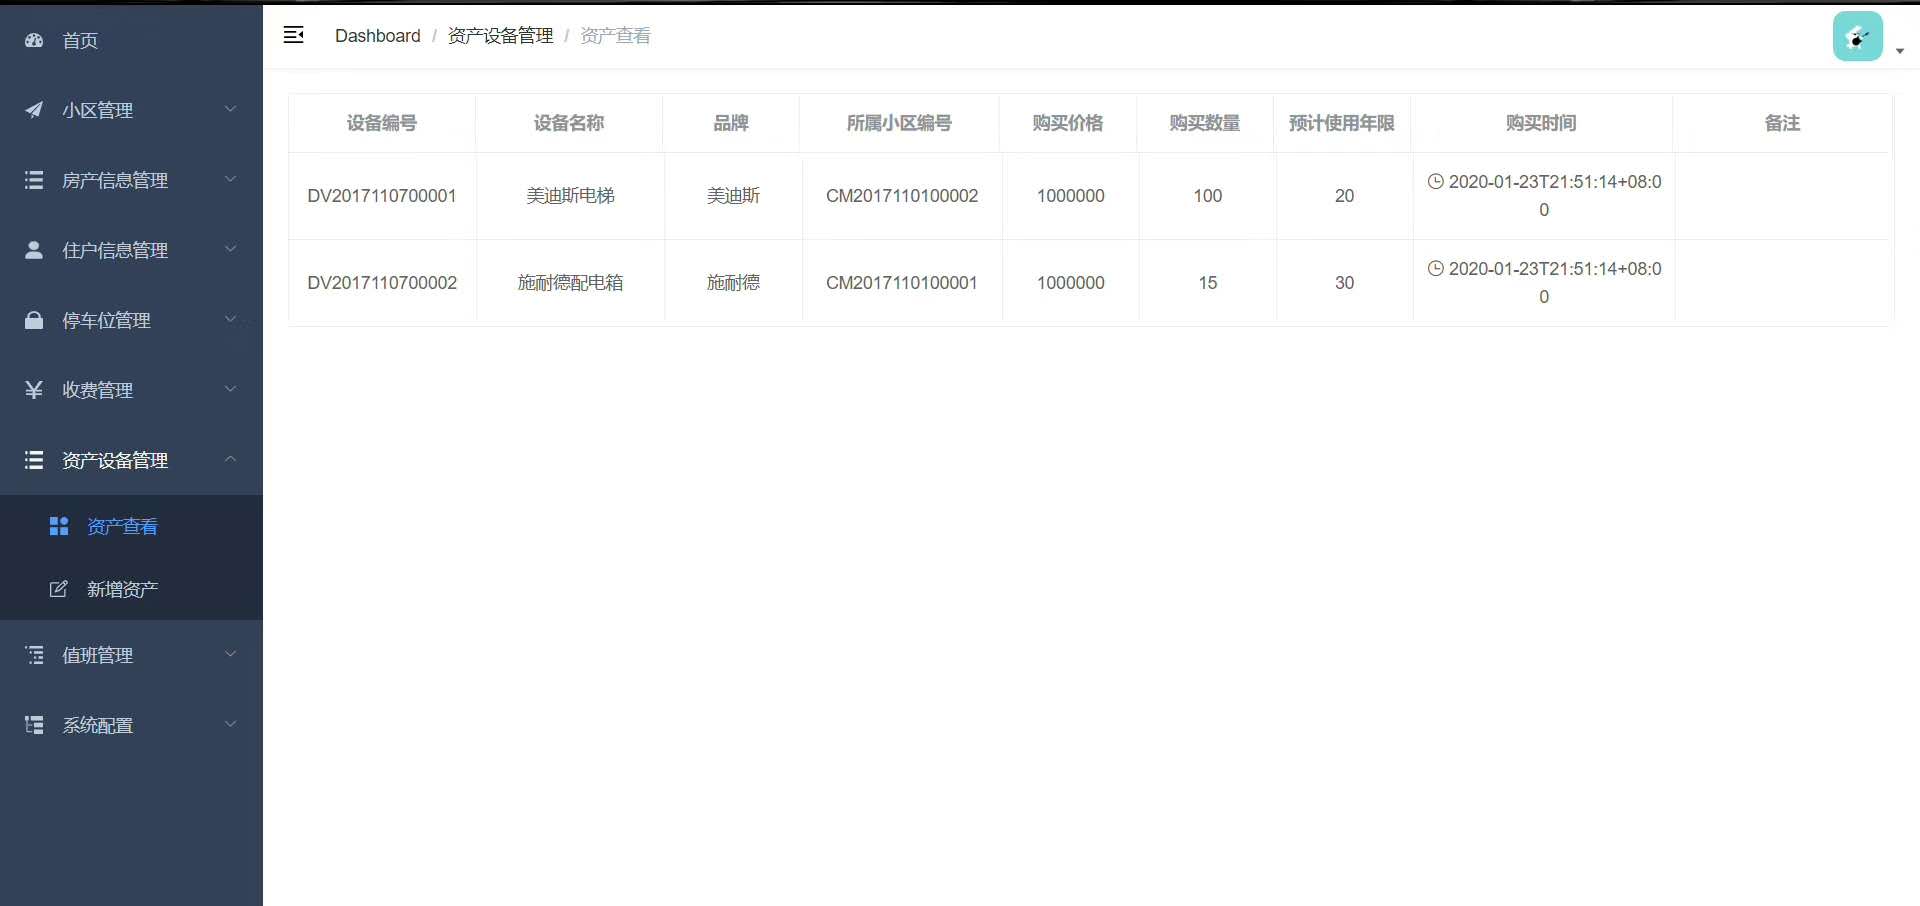 首页
小区管理
房产信息管理
住户信息管理
停车位管理
收费管理
资产设备管理
资产查看
新增资产
值班管理
系统配置
Dashboard / 资产设备管理 / 资产查看
设备编号 设备名称 品牌 所属小区编号 购买价格 购买数量 预计使用年限 购买时间 备注
DV2017110700001 美迪斯电梯 美迪斯 CM2017110100002 1000000 100 20 2020-01-23T21:51:14+08:0
0
DV2017110700002 施耐德配电箱 施耐德 CM2017110100001 1000000 15 30 2020-01-23T21:51:14+08:0
0